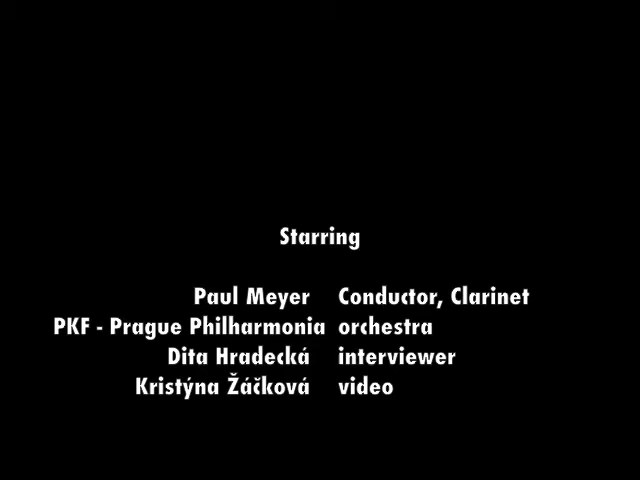 Starring
Paul Meyer Conductor, Clarinet
PKF - Prague Philharmonia orchestra
Dita Hradecká interviewer
Kristýna Žáčková video